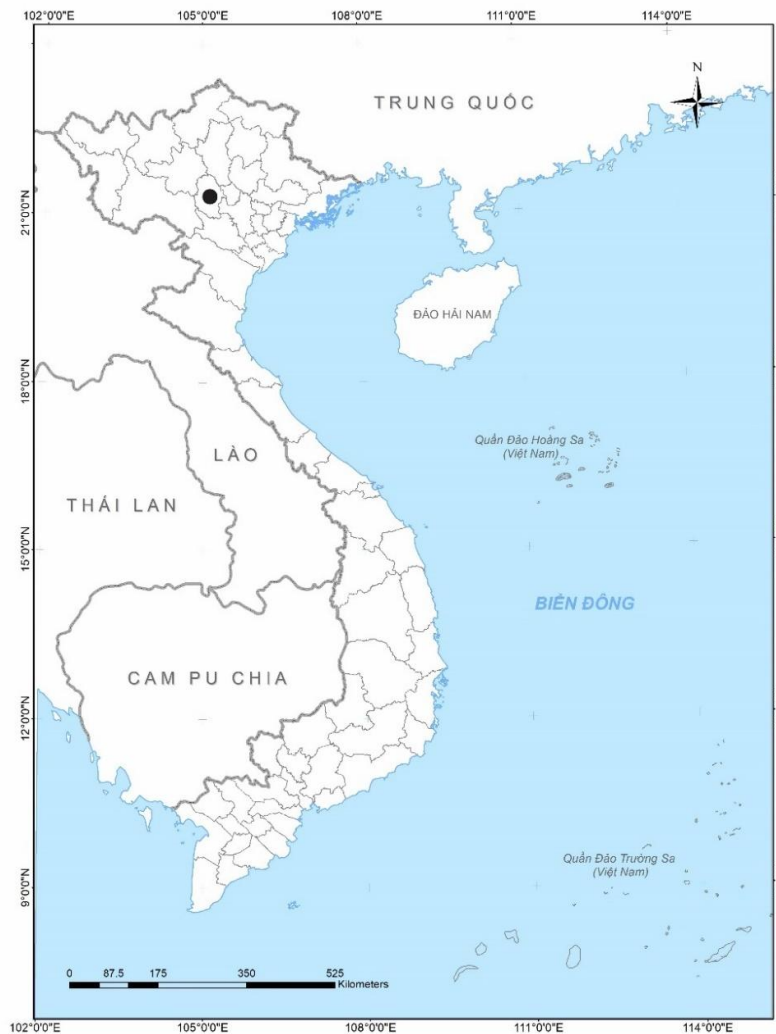 102°0'0"E 105°0'0"E 108°0'0"E 111°0'0"E 114°0'0"E
N
TRUNG QUỐC
21°0'0"N
ĐẢO HẢI NAM
18°0'0"N
Quần Đảo Hoàng Sa
(Việt Nam)
LÀO
THÁI LAN
15°0'0"N
BIỂN ĐÔNG
CAM PU CHIA
12°0'0"N
Quần Đảo Trường Sa
(Việt Nam)
9°0'0"N
0 87.5 175 350 525
Kilometers
102°0'0"E 105°0'0"E 108°0'0"E 111°0'0"E 114°0'0"E